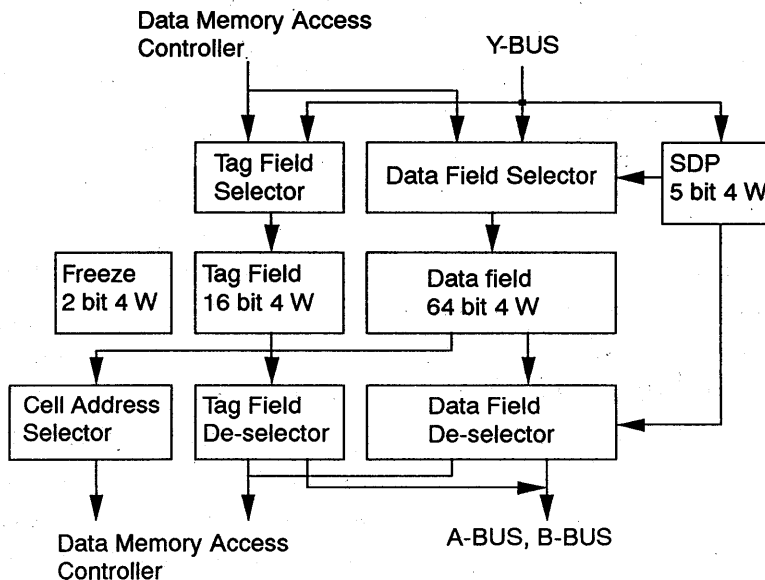 Data Memory Access
Controller
Y-BUS
Tag Field
Selector
Data Field Selector
SDP
5 bit 4 W
Freeze
2 bit 4 W
Tag Field
16 bit 4 W
Data field
64 bit 4 W
Cell Address
Selector
Tag Field
De-selector
Data Field
De-selector
Data Memory Access
Controller
A-BUS, B-BUS